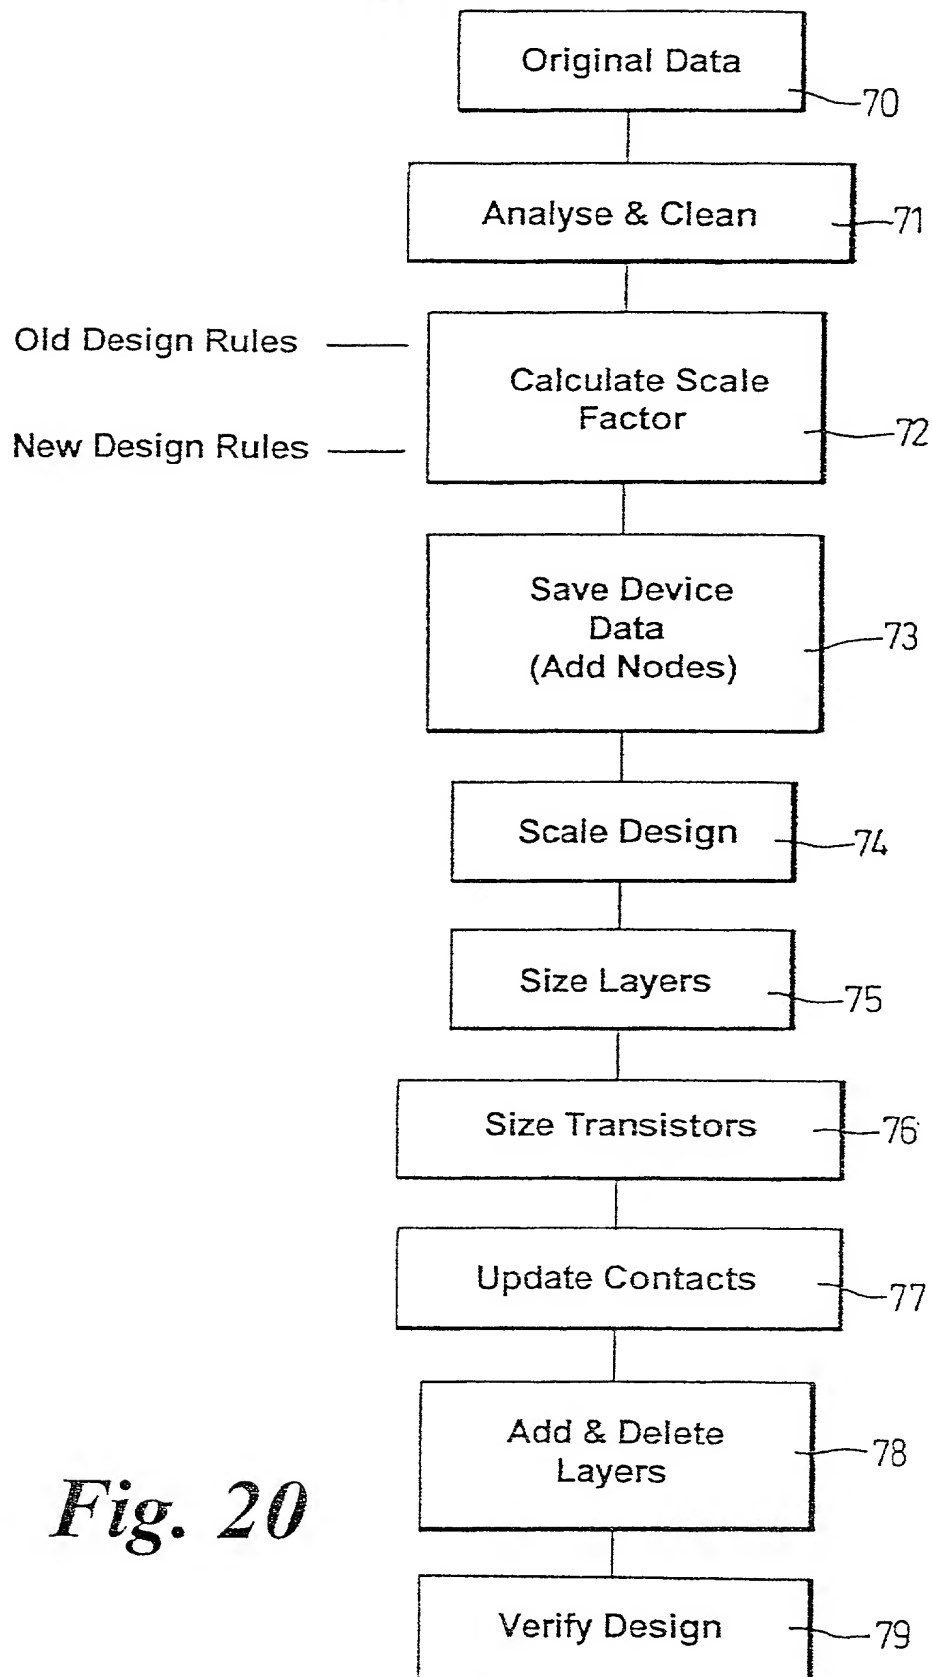 Original Data
70
Analyse & Clean
71
Old Design Rules
New Design Rules
Calculate Scale
Factor
72
Save Device
Data
(Add Nodes)
73
Scale Design
74
Size Layers
75
Size Transistors
76
Update Contacts
77
Add & Delete
Layers
78
Fig. 20
Verify Design
79